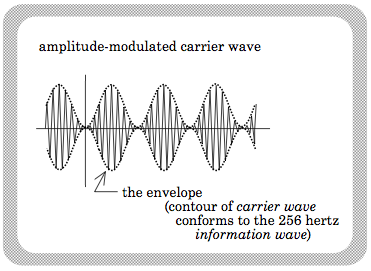 amplitude-modulated carrier wave
the envelope
(contour of carrier wave
conforms to the 256 hertz
information wave)